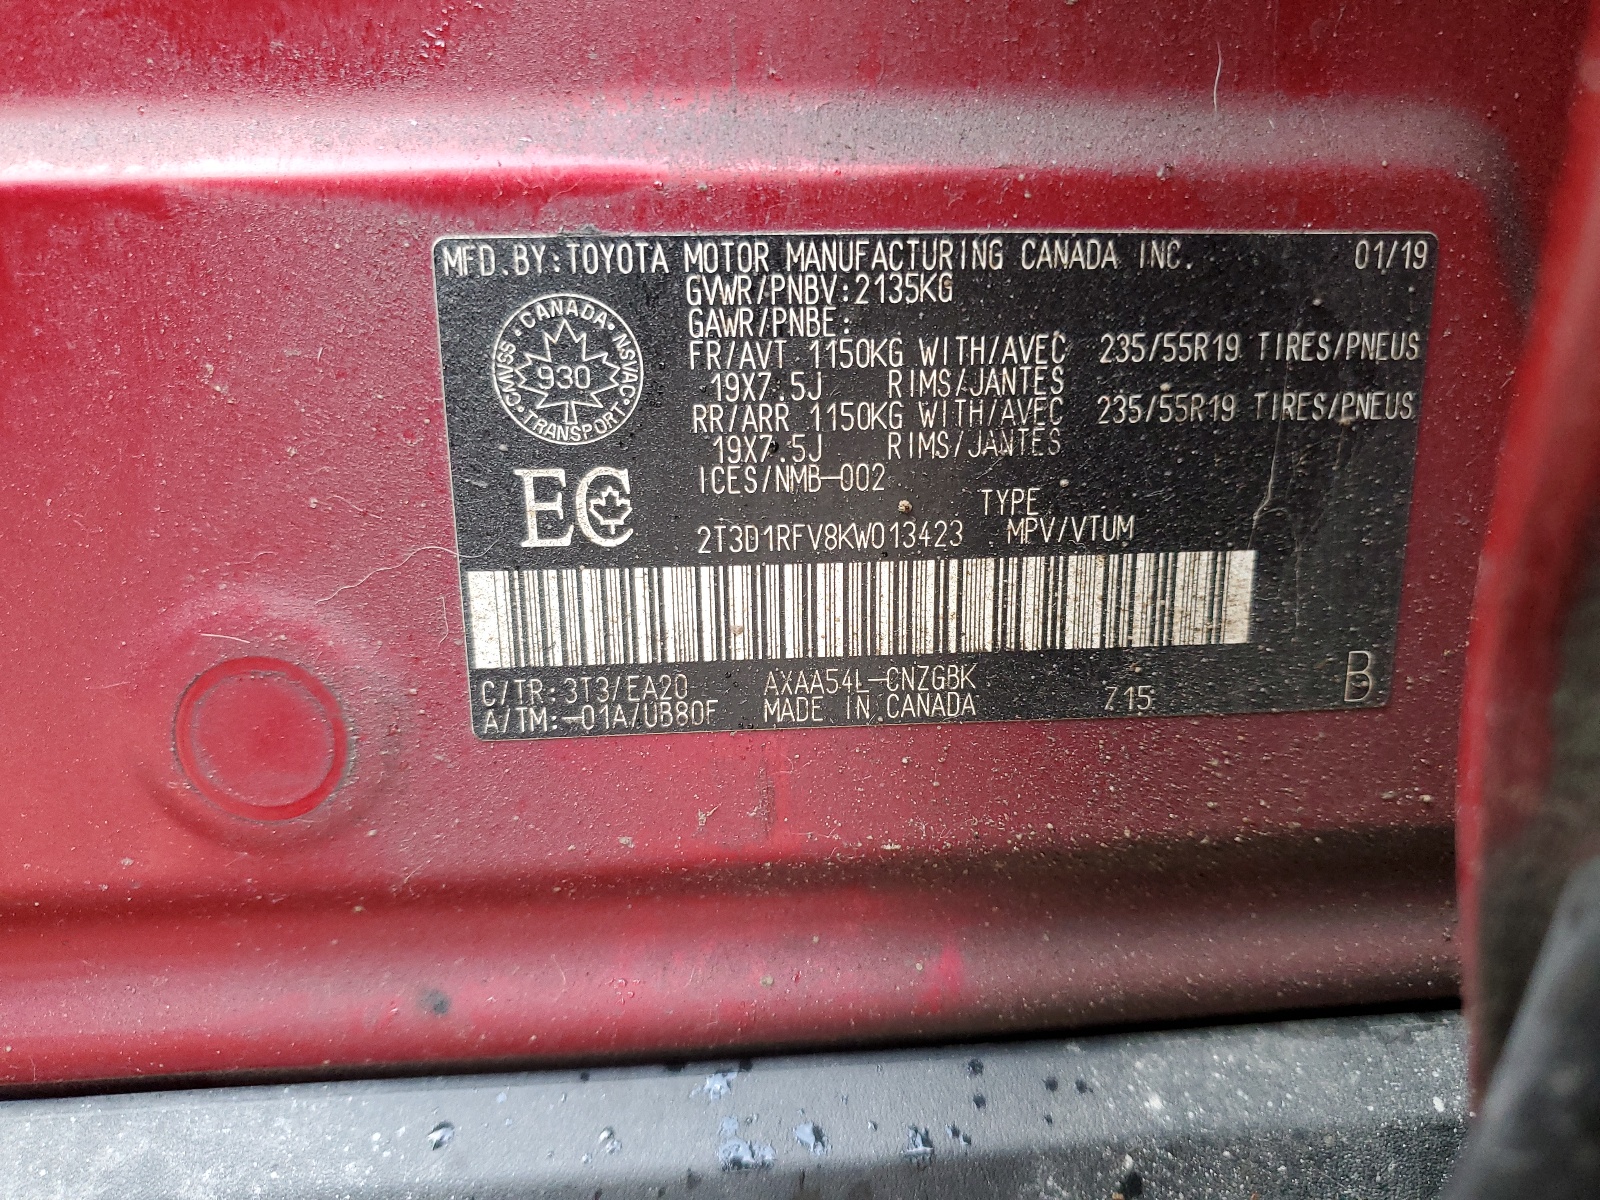 MFD.BY:TOYOTA MOTOR MANUFACTURING CANADA INC. 01/19
GVWR/PNBV:2135KG
GAWR/PNBE:
FR/AVT 1150KG WITH/AVEC 235/55R19 TIRES/PNEUS
19X7.5J RIMS/JANTES
RR/ARR 1150KG WITH/AVEC 235/55R19 TIRES/PNEUS
19X7.5J RIMS/JANTES
ICES/NMB-002
CANADA
CMVSS NSVAC
930
TRANSPORT
EC
TYPE
2T3D1RFV8KW013423 MPV/VTUM
C/TR:3T3/EA20 AXAA54L-CNZGBK
A/TM:-01A/UB80F MADE IN CANADA 715
B